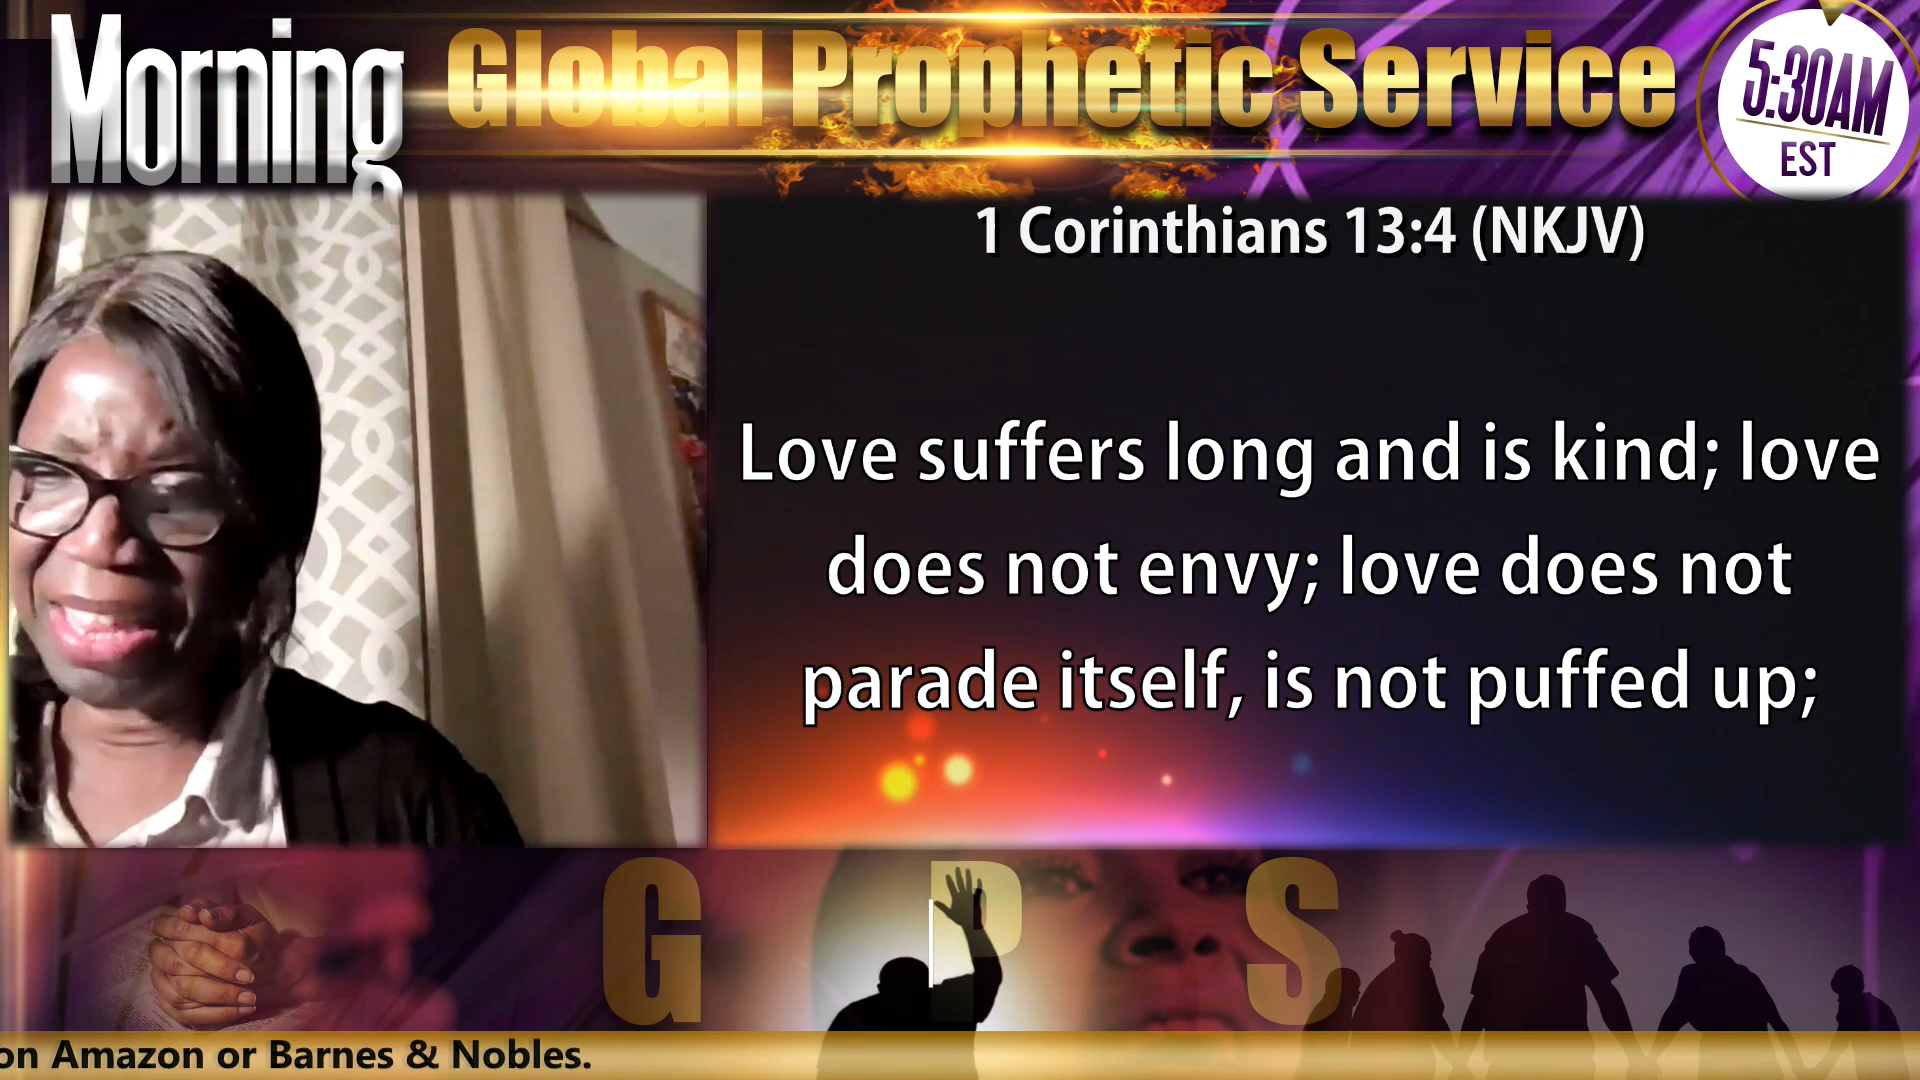 Morning Global Prophetic Service
5:30AM
EST
1 Corinthians 13:4 (NKJV)
Love suffers long and is kind; love
does not envy; love does not
parade itself, is not puffed up;
G P S
on Amazon or Barnes & Nobles.